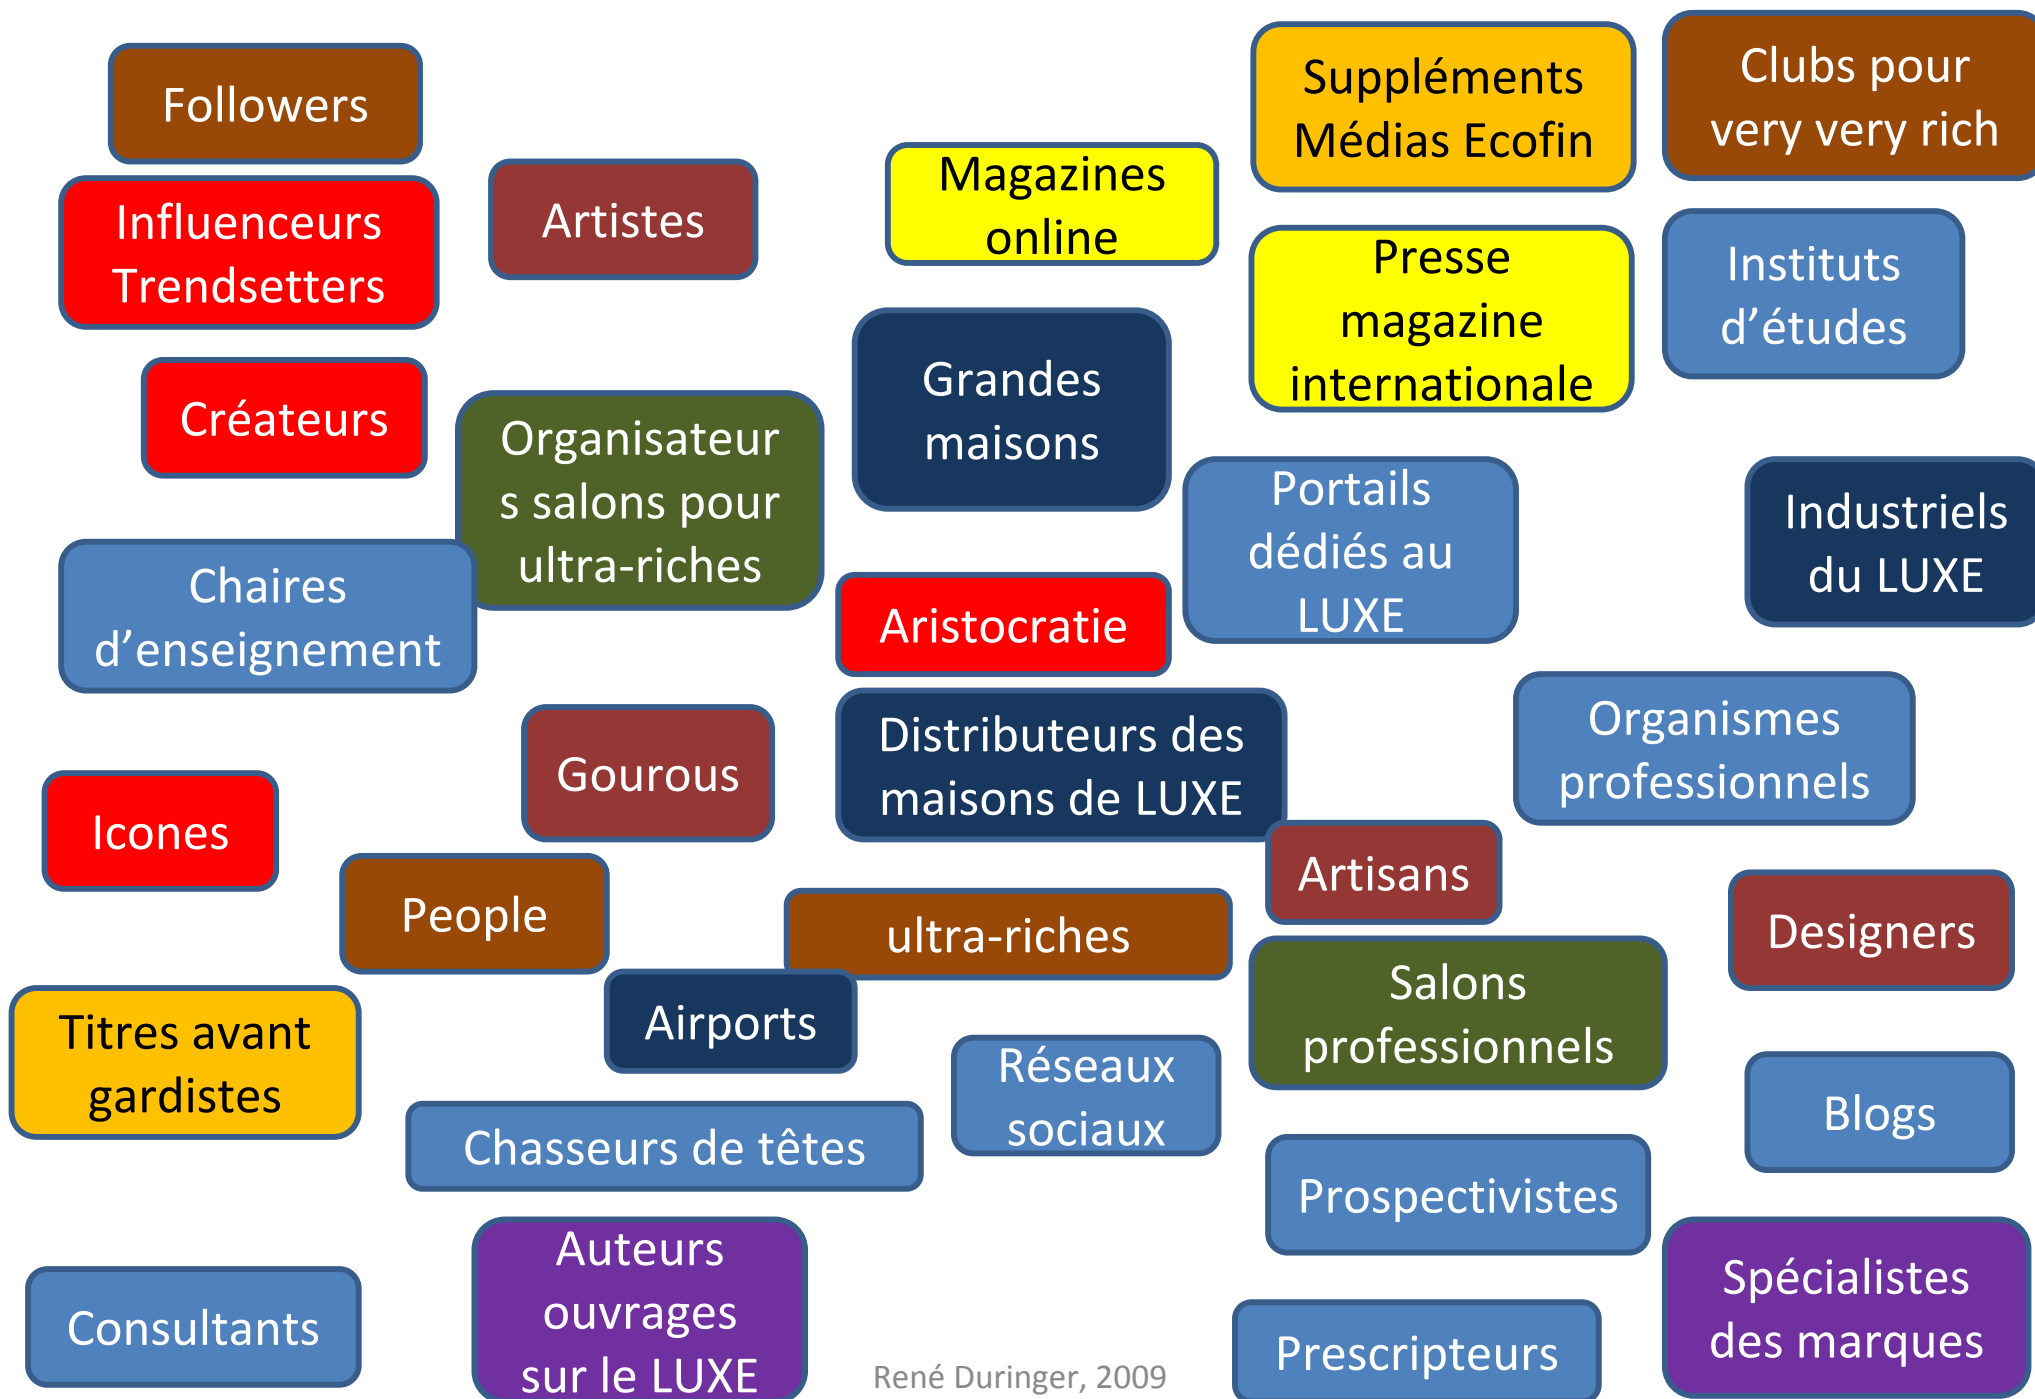 Followers
Suppléments
Médias Ecofin
Clubs pour
very very rich
Influenceurs
Trendsetters
Artistes
Magazines
online
Presse
magazine
internationale
Instituts
d’études
Créateurs
Organisateur
s salons pour
ultra-riches
Grandes
maisons
Portails
dédiés au
LUXE
Industriels
du LUXE
Chaires
d’enseignement
Aristocratie
Gourous
Distributeurs des
maisons de LUXE
Organismes
professionnels
Icones
People
ultra-riches
Artisans
Designers
Titres avant
gardistes
Airports
Salons
professionnels
Réseaux
sociaux
Blogs
Chasseurs de têtes
Prospectivistes
Consultants
Auteurs
ouvrages
sur le LUXE
Prescripteurs
Spécialistes
des marques
René Duringer, 2009